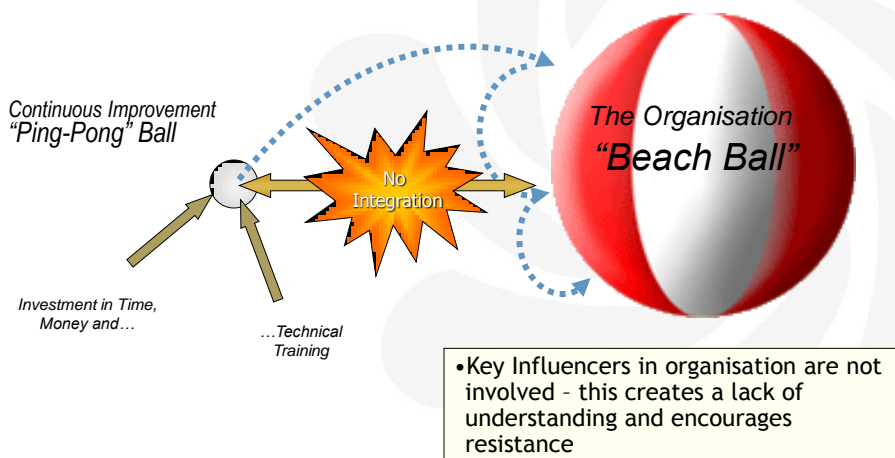 Continuous Improvement
“Ping-Pong” Ball
The Organisation
“Beach Ball”
No
Integration
Investment in Time,
Money and…
…Technical
Training
•Key Influencers in organisation are not
involved – this creates a lack of
understanding and encourages
resistance